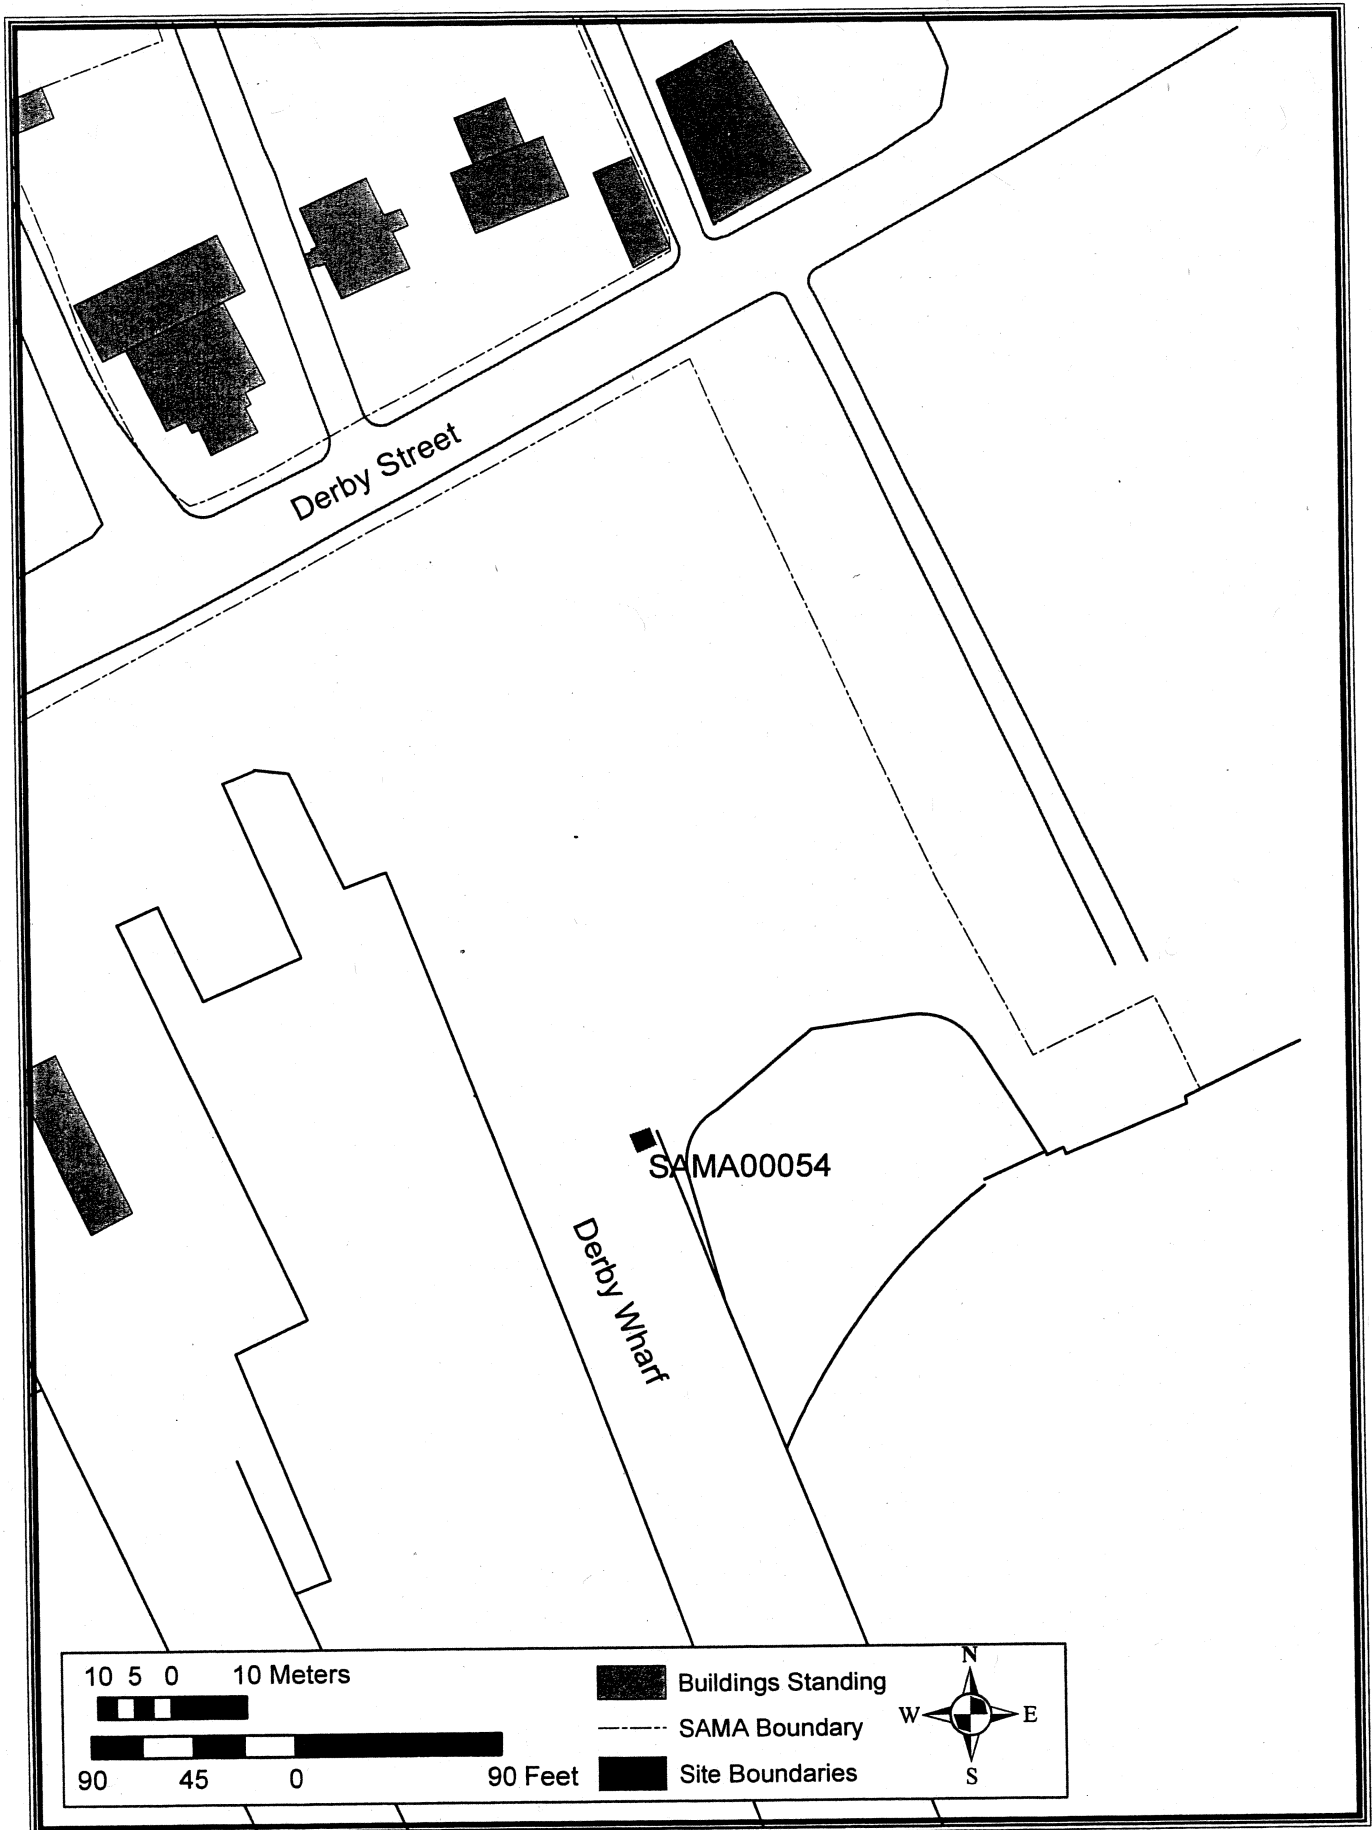 Derby Street
SAMA00054
Derby Wharf
10 5 0 10 Meters
90 45 0 90 Feet
Buildings Standing
SAMA Boundary
Site Boundaries
N
W E
S